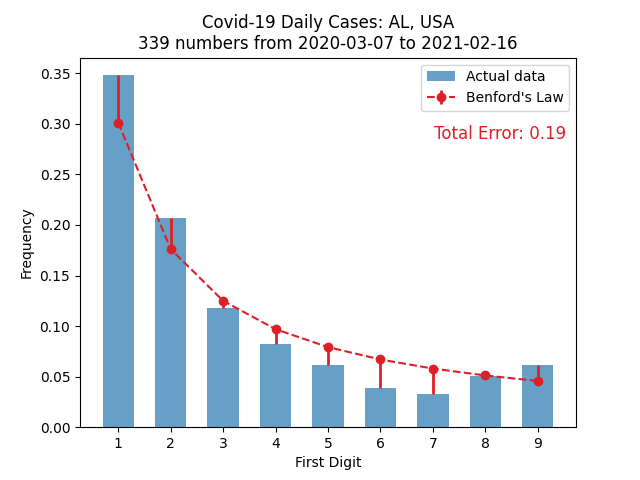 Covid-19 Daily Cases: AL, USA
339 numbers from 2020-03-07 to 2021-02-16
Actual data
Benford's Law
Total Error: 0.19
Frequency
0.35
0.30
0.25
0.20
0.15
0.10
0.05
0.00
1 2 3 4 5 6 7 8 9
First Digit